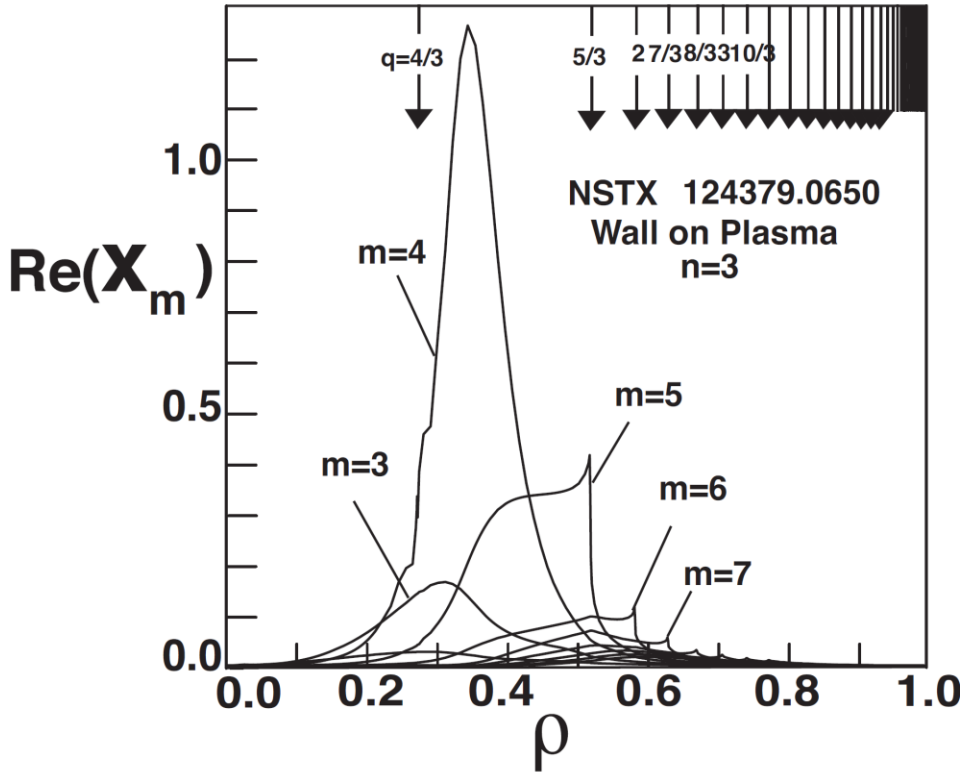 q=4/3 5/3 2 7/3 8/3 3 10/3
1.0
NSTX 124379.0650
Wall on Plasma
n=3
m=4
Re(X_m)
0.5
m=5
m=3
m=6
m=7
0.0
0.0 0.2 0.4 0.6 0.8 1.0
ρ